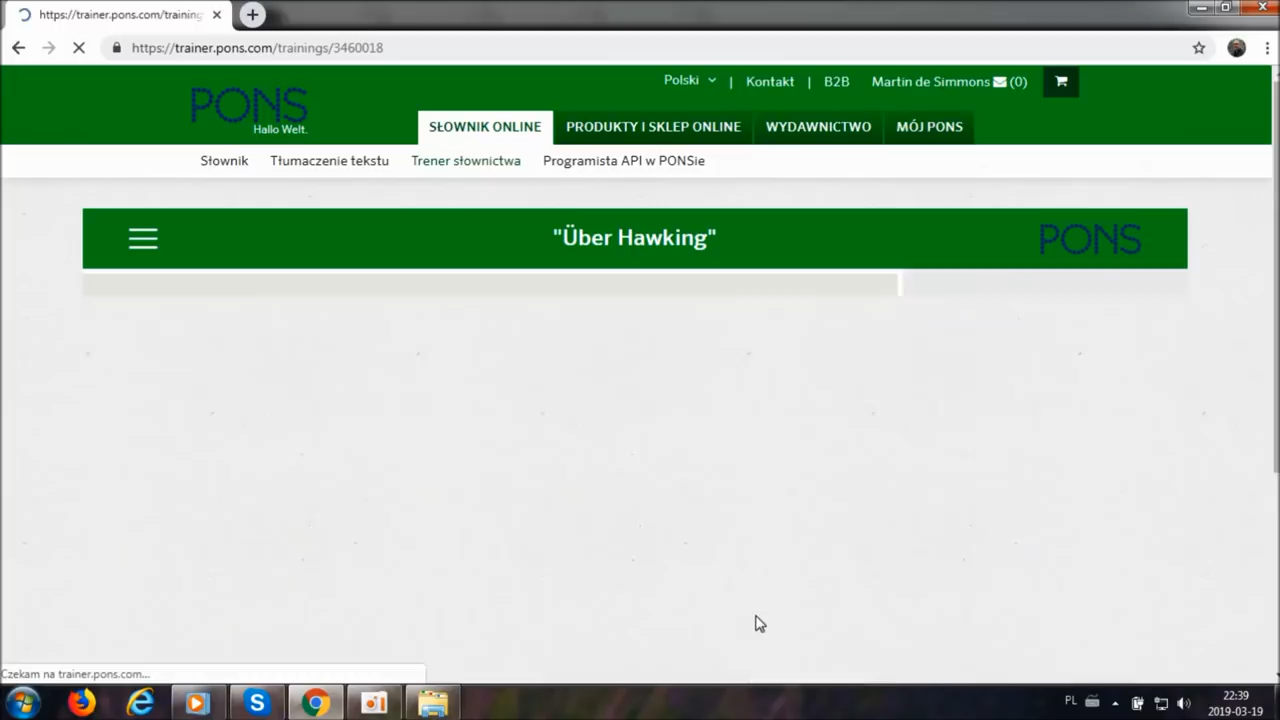 https://trainer.pons.com/training
https://trainer.pons.com/trainings/3460018
Polski | Kontakt | B2B Martin de Simmons (0)
PONS
Hallo Welt.
SŁOWNIK ONLINE PRODUKTY I SKLEP ONLINE WYDAWNICTWO MÓJ PONS
Słownik Tłumaczenie tekstu Trener słownictwa Programista API w PONSie
"Über Hawking" PONS
Czekam na trainer.pons.com...
PL 22:39
2019-03-19